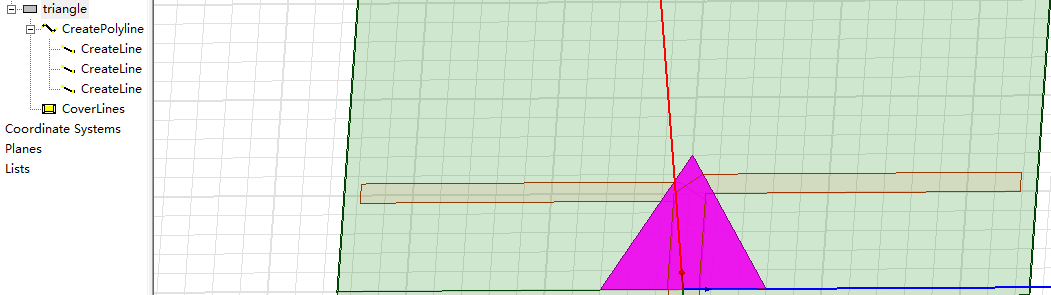 triangle
CreatePolyline
CreateLine
CreateLine
CreateLine
CoverLines
Coordinate Systems
Planes
Lists